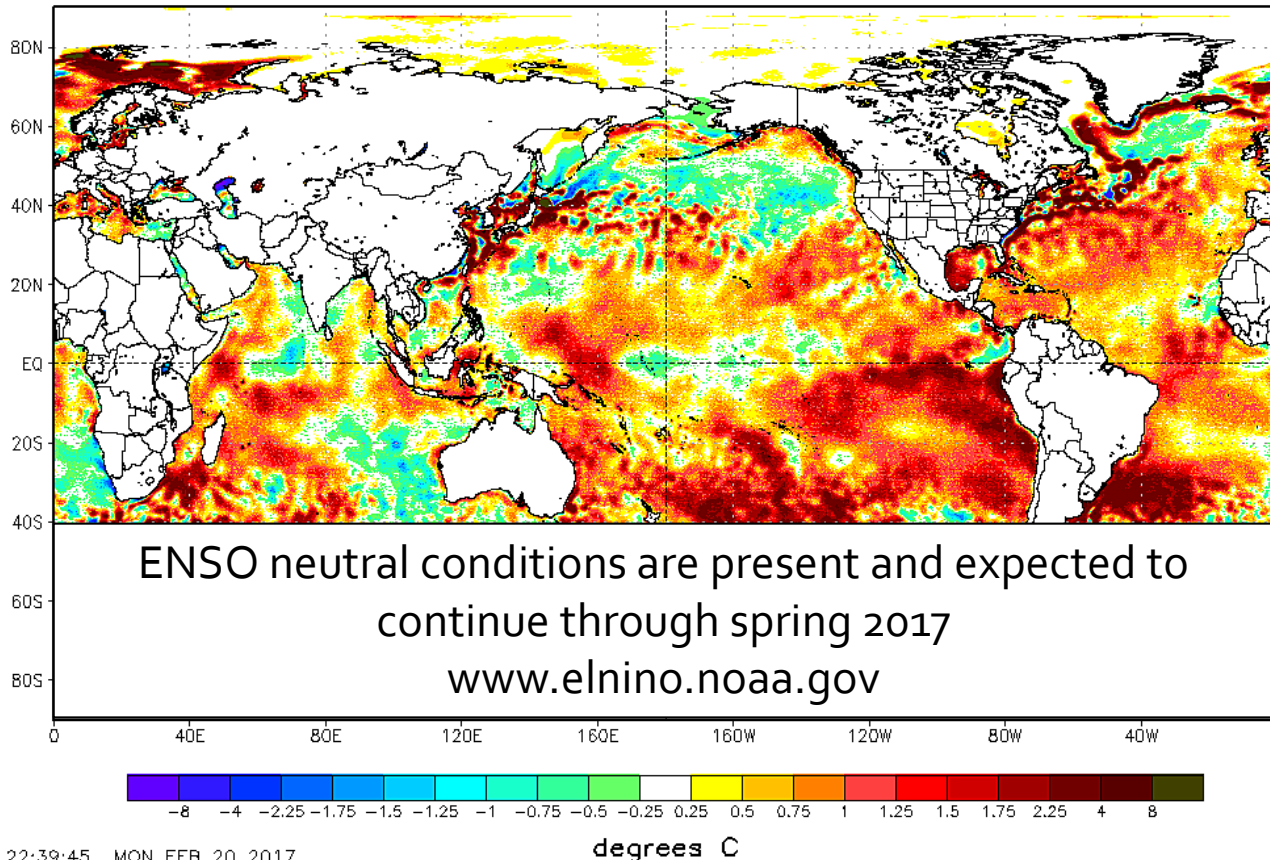 80N
60N
40N
20N
EQ
20S
40S
ENSO neutral conditions are present and expected to
60S
continue through spring 2017
www.elnino.noaa.gov
80S
0 40E 80E 120E 160E 160W 120W 80W 40W
-8 -4 -2.25 -1.75 -1.5 -1.25 -1 -0.75 -0.5 -0.25 0.25 0.5 0.75 1 1.25 1.5 1.75 2.25 4 8
degrees C
22:39:45 MON FEB 20 2017